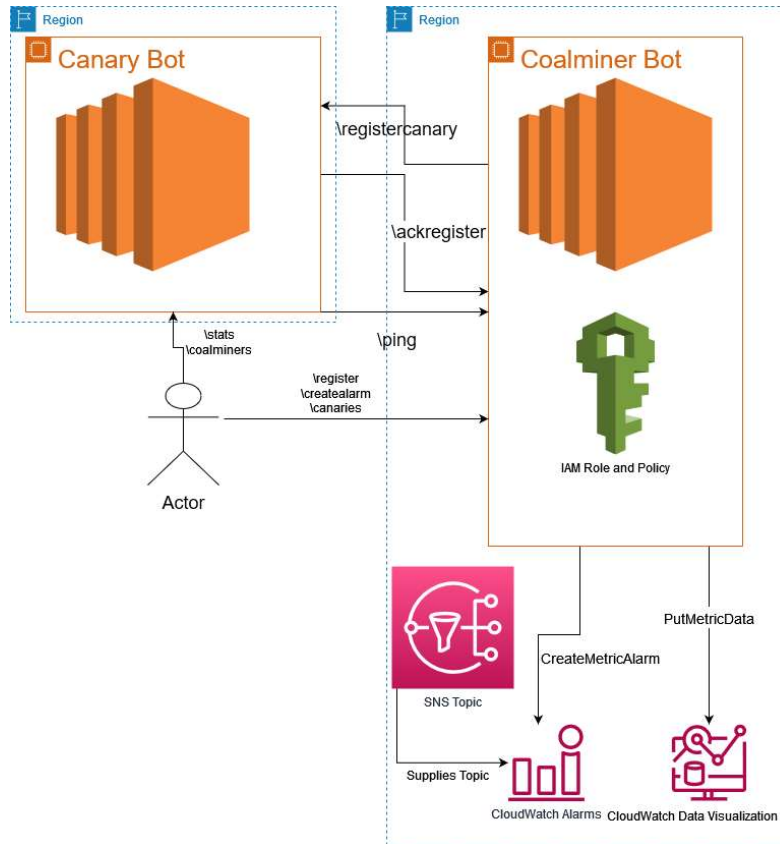 Region
Region
Canary Bot
Coalminer Bot
\registercanary
\ackregister
\stats
\coalminers
\ping
\register
\createalarm
\canaries
IAM Role and Policy
Actor
PutMetricData
CreateMetricAlarm
SNS Topic
Supplies Topic
CloudWatch Alarms
CloudWatch Data Visualization